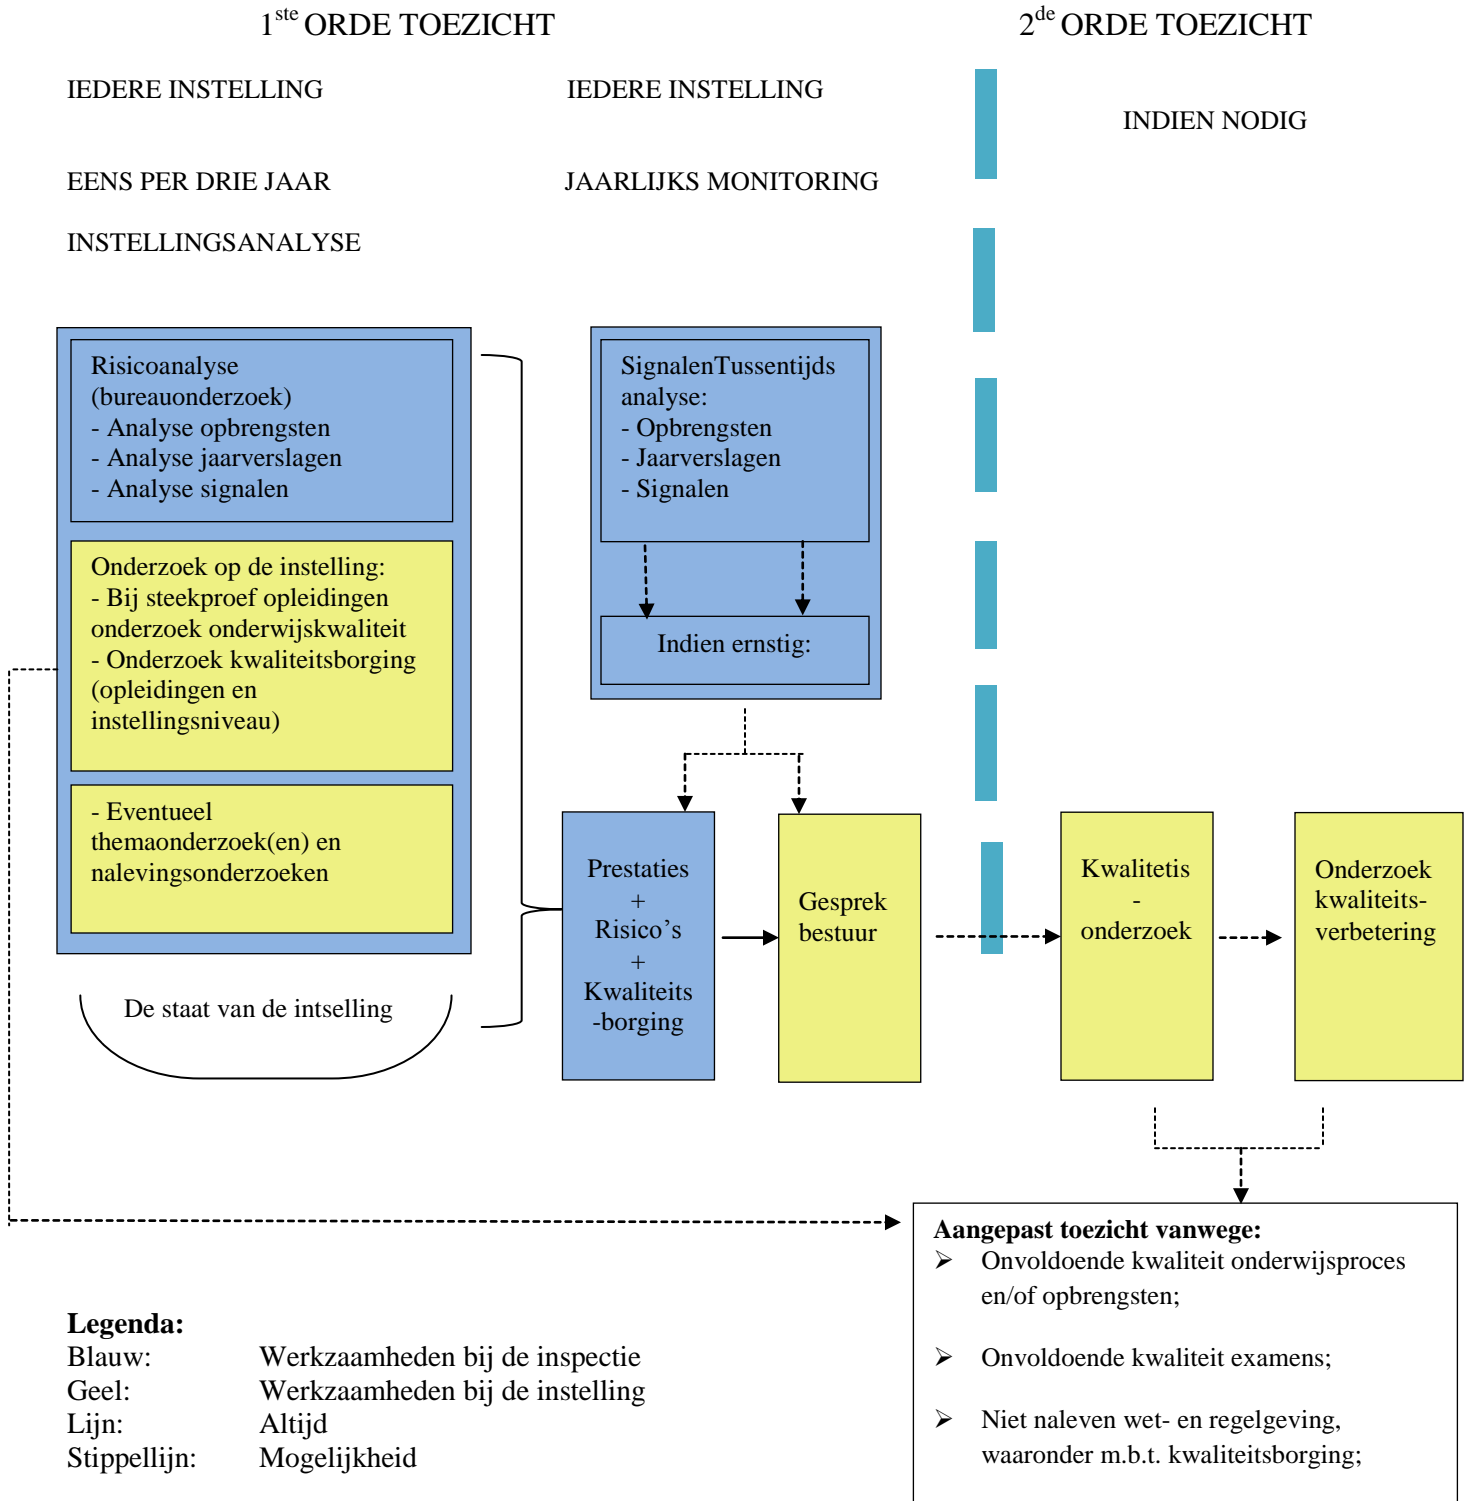 1ste ORDE TOEZICHT
2de ORDE TOEZICHT
IEDERE INSTELLING
IEDERE INSTELLING
INDIEN NODIG
EENS PER DRIE JAAR
JAARLIJKS MONITORING
INSTELLINGSANALYSE
Risicoanalyse
(bureauonderzoek)
- Analyse opbrengsten
- Analyse jaarverslagen
- Analyse signalen
Onderzoek op de instelling:
- Bij steekproef opleidingen
onderzoek onderwijskwaliteit
- Onderzoek kwaliteitsborging
(opleidingen en
instellingsniveau)
- Eventueel
themaonderzoek(en) en
nalevingsonderzoeken
De staat van de intselling
SignalenTussentijds
analyse:
- Opbrengsten
- Jaarverslagen
- Signalen
Indien ernstig:
Prestaties
+
Risico’s
+
Kwaliteits
-borging
Gesprek
bestuur
Kwalitetis
-
onderzoek
Onderzoek
kwaliteits-
verbetering
Aangepast toezicht vanwege:
➢ Onvoldoende kwaliteit onderwijsproces
en/of opbrengsten;
➢ Onvoldoende kwaliteit examens;
➢ Niet naleven wet- en regelgeving,
waaronder m.b.t. kwaliteitsborging;
Legenda:
Blauw: Werkzaamheden bij de inspectie
Geel: Werkzaamheden bij de instelling
Lijn: Altijd
Stippellijn: Mogelijkheid